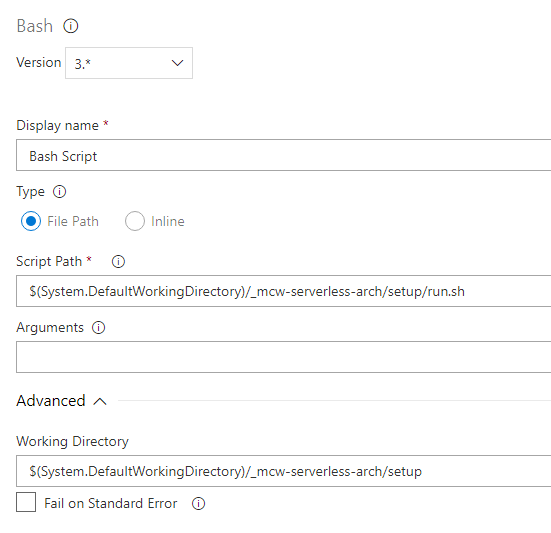 Bash
Version 3.*
Display name *
Bash Script
Type
File Path Inline
Script Path *
$(System.DefaultWorkingDirectory)/_mcw-serverless-arch/setup/run.sh
Arguments
Advanced
Working Directory
$(System.DefaultWorkingDirectory)/_mcw-serverless-arch/setup
Fail on Standard Error